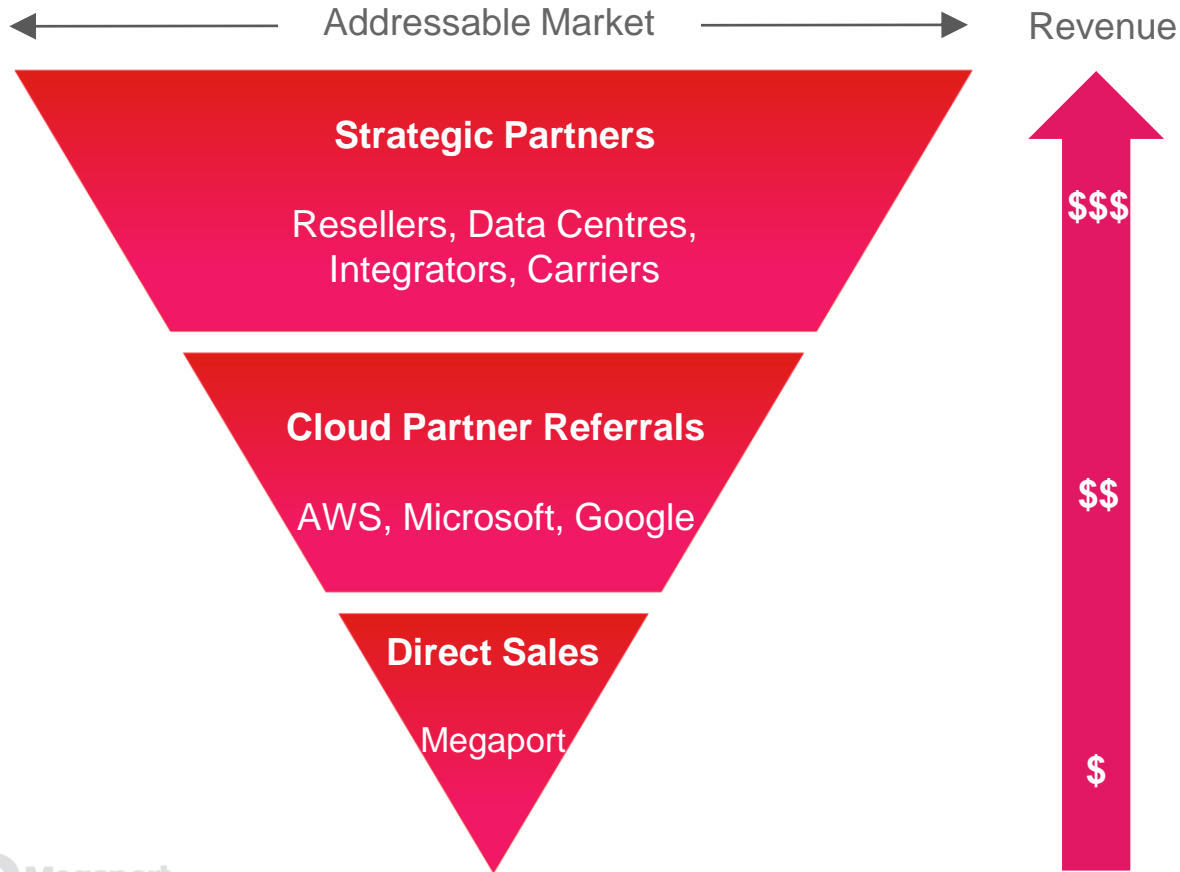 Addressable Market
Revenue
Strategic Partners
$$$
Resellers, Data Centres,
Integrators, Carriers
Cloud Partner Referrals
$$
AWS, Microsoft, Google
Direct Sales
Megaport
$
Megaport